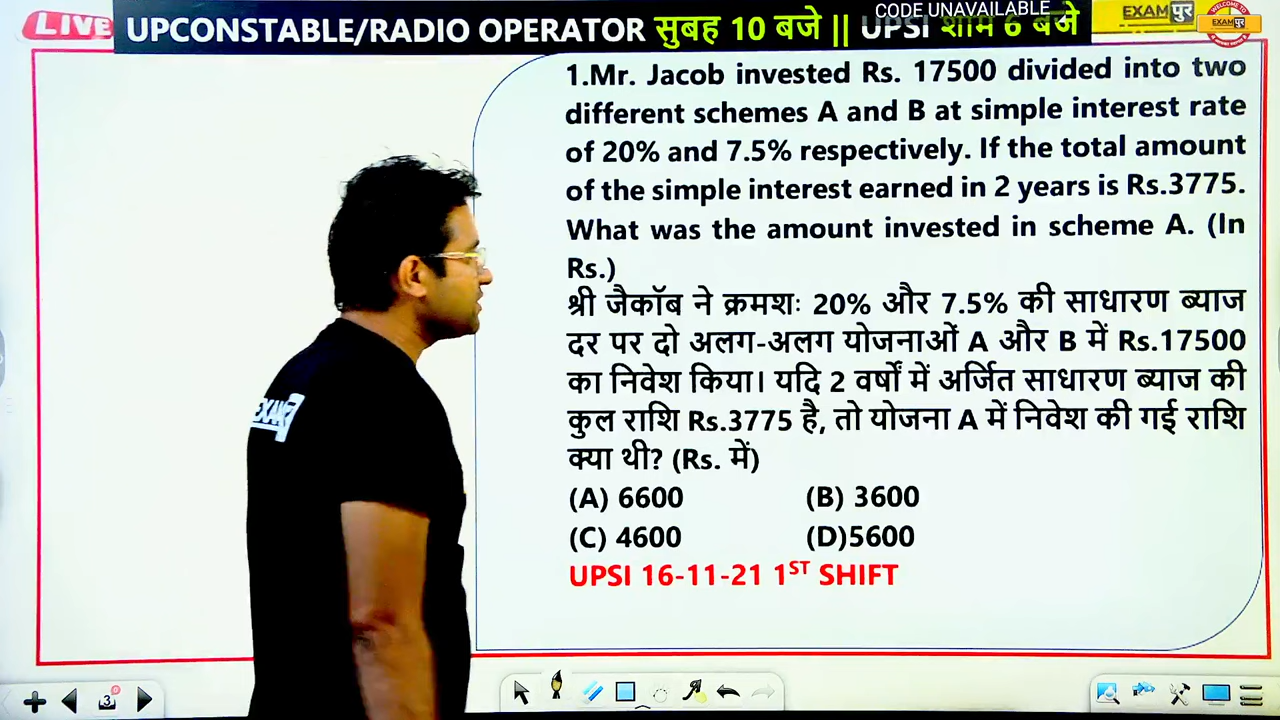 LIVE
UPCONSTABLE/RADIO OPERATOR सुबह 10 बजे || UPSI शाम 6 बजे
CODE UNAVAILABLE
EXAMपुर
WELCOME TO
EXAMपुर
1.Mr. Jacob invested Rs. 17500 divided into two
different schemes A and B at simple interest rate
of 20% and 7.5% respectively. If the total amount
of the simple interest earned in 2 years is Rs.3775.
What was the amount invested in scheme A. (In
Rs.)
श्री जैकॉब ने क्रमशः 20% और 7.5% की साधारण ब्याज
दर पर दो अलग-अलग योजनाओं A और B में Rs.17500
का निवेश किया। यदि 2 वर्षों में अर्जित साधारण ब्याज की
कुल राशि Rs.3775 है, तो योजना A में निवेश की गई राशि
क्या थी? (Rs. में)
(A) 6600 (B) 3600
(C) 4600 (D)5600
UPSI 16-11-21 1ST SHIFT
3